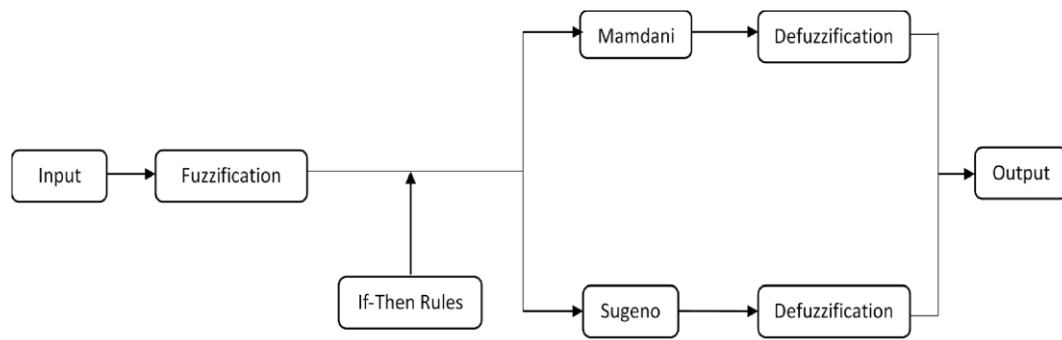 Mamdani
Defuzzification
Input
Fuzzification
Output
If-Then Rules
Sugeno
Defuzzification